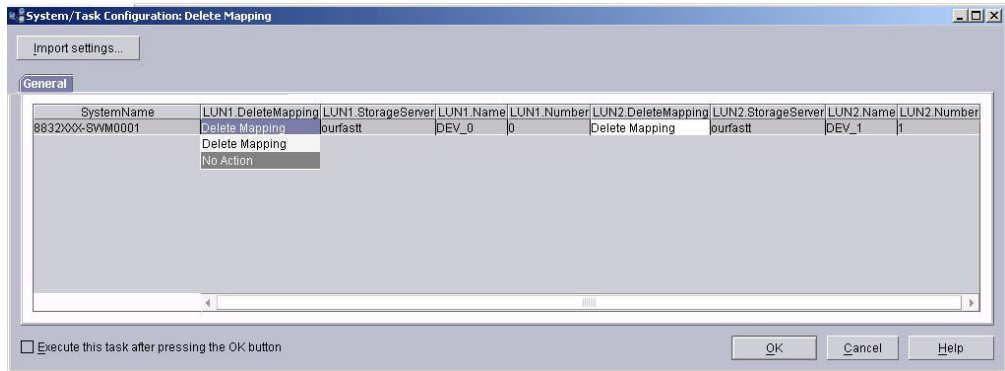 System/Task Configuration: Delete Mapping
Import settings...
General
SystemName LUN1.DeleteMapping LUN1.StorageServer LUN1.Name LUN1.Number LUN2.DeleteMapping LUN2.StorageServer LUN2.Name LUN2.Number
8832XXX-SWM0001 Delete Mapping ourfastt DEV_0 0 Delete Mapping ourfastt DEV_1 1
Delete Mapping
No Action
Execute this task after pressing the OK button
OK Cancel Help